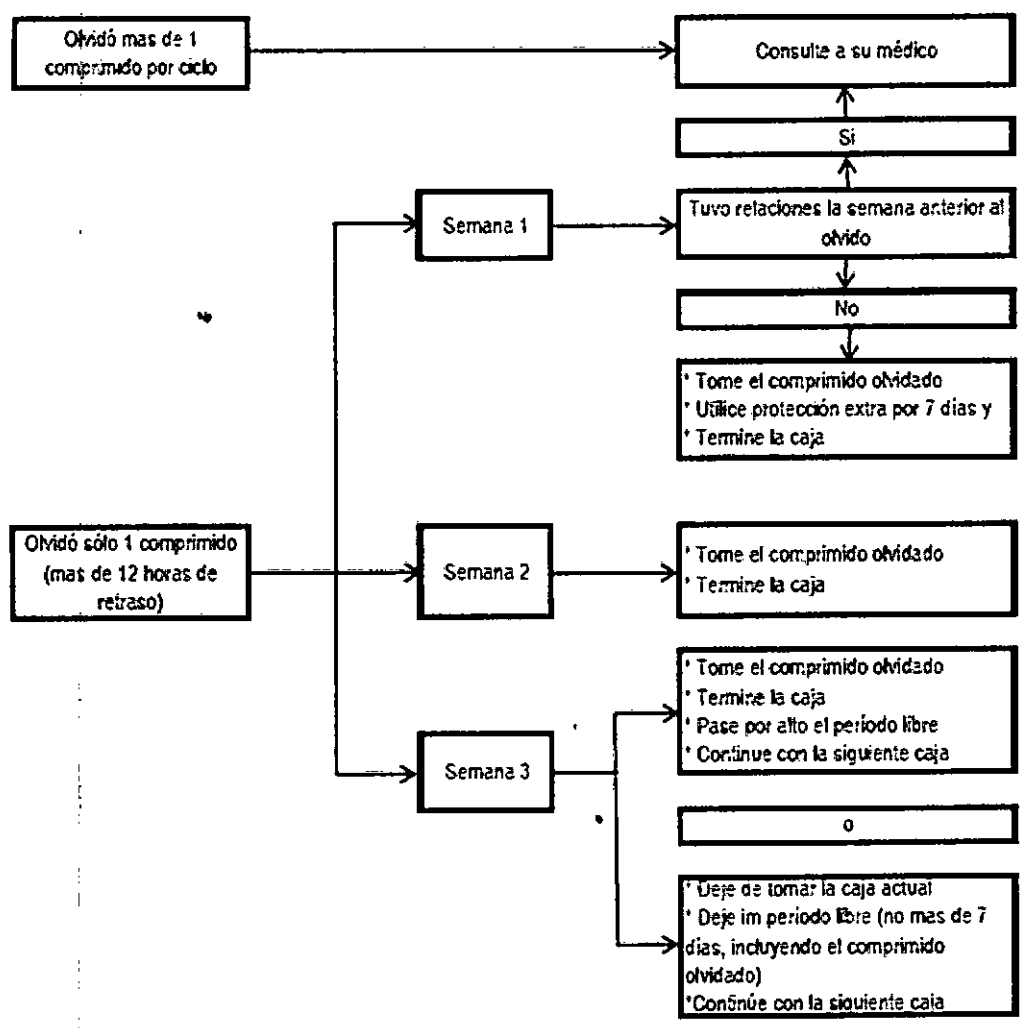 Olvidó mas de 1
comprimido por ciclo
Consulte a su médico
Si
Semana 1
Tuvo relaciones la semana anterior al
olvido
No
* Tome el comprimido olvidado
* Utilice protección extra por 7 días y
* Termine la caja
Olvidó sólo 1 comprimido
(mas de 12 horas de
retraso)
Semana 2
* Tome el comprimido olvidado
* Termine la caja
Semana 3
* Tome el comprimido olvidado
* Termine la caja
* Pase por alto el período libre
* Continue con la siguiente caja
o
* Deje de tomar la caja actual
* Deje im período libre (no mas de 7
días, incluyendo el comprimido
olvidado)
*Continúe con la siguiente caja